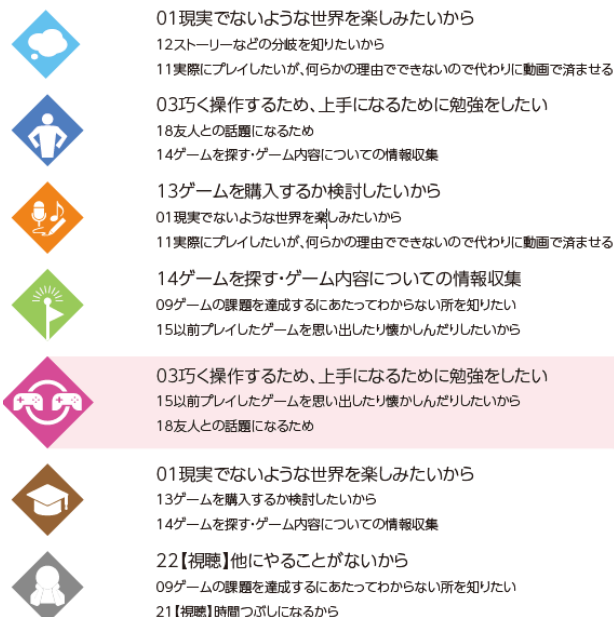 01現実でないような世界を楽しみたいから
12ストーリーなどの分岐を知りたいから
11実際にプレイしたいが、何らかの理由でできないので代わりに動画で済ませる
03巧く操作するため、上手になるために勉強をしたい
18友人との話題になるため
14ゲームを探す・ゲーム内容についての情報収集
13ゲームを購入するか検討したいから
01現実でないような世界を楽しみたいから
11実際にプレイしたいが、何らかの理由でできないので代わりに動画で済ませる
14ゲームを探す・ゲーム内容についての情報収集
09ゲームの課題を達成するにあたってわからない所を知りたい
15以前プレイしたゲームを思い出したり懐かしんだりしたいから
03巧く操作するため、上手になるために勉強をしたい
15以前プレイしたゲームを思い出したり懐かしんだりしたいから
18友人との話題になるため
01現実でないような世界を楽しみたいから
13ゲームを購入するか検討したいから
14ゲームを探す・ゲーム内容についての情報収集
22【視聴】他にやることがないから
09ゲームの課題を達成するにあたってわからない所を知りたい
21【視聴】時間つぶしになるから